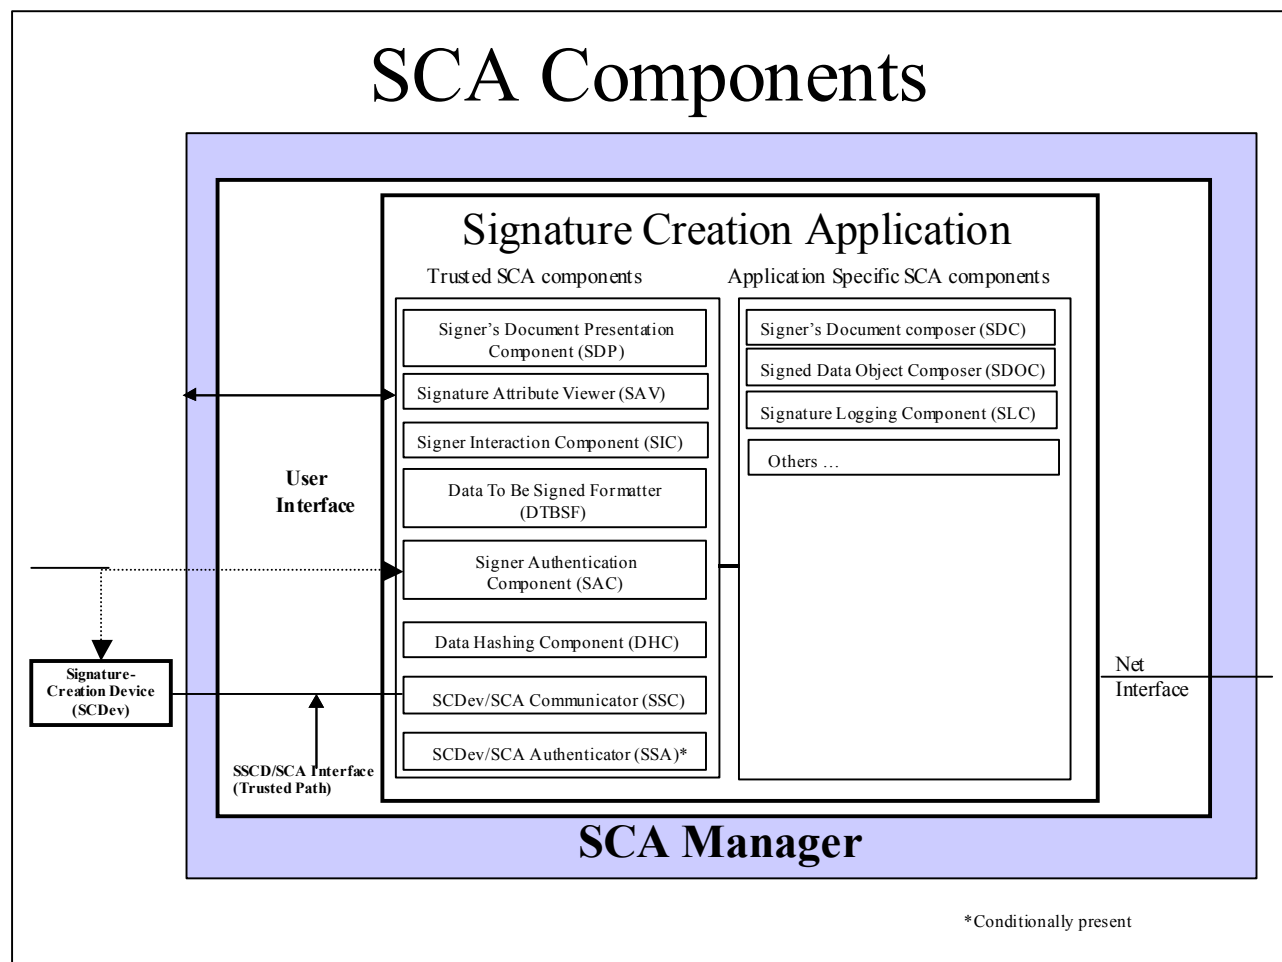 SCA Components
Signature Creation Application
Trusted SCA components
Application Specific SCA components
Signer's Document Presentation
Component (SDP)
Signature Attribute Viewer (SAV)
Signer Interaction Component (SIC)
Data To Be Signed Formatter
(DTBSF)
Signer Authentication
Component (SAC)
Data Hashing Component (DHC)
SCDev/SCA Communicator (SSC)
SCDev/SCA Authenticator (SSA)*
Signer's Document composer (SDC)
Signed Data Object Composer (SDOC)
Signature Logging Component (SLC)
Others ...
User
Interface
Signature-
Creation Device
(SCDev)
SSCD/SCA Interface
(Trusted Path)
Net
Interface
SCA Manager
*Conditionally present